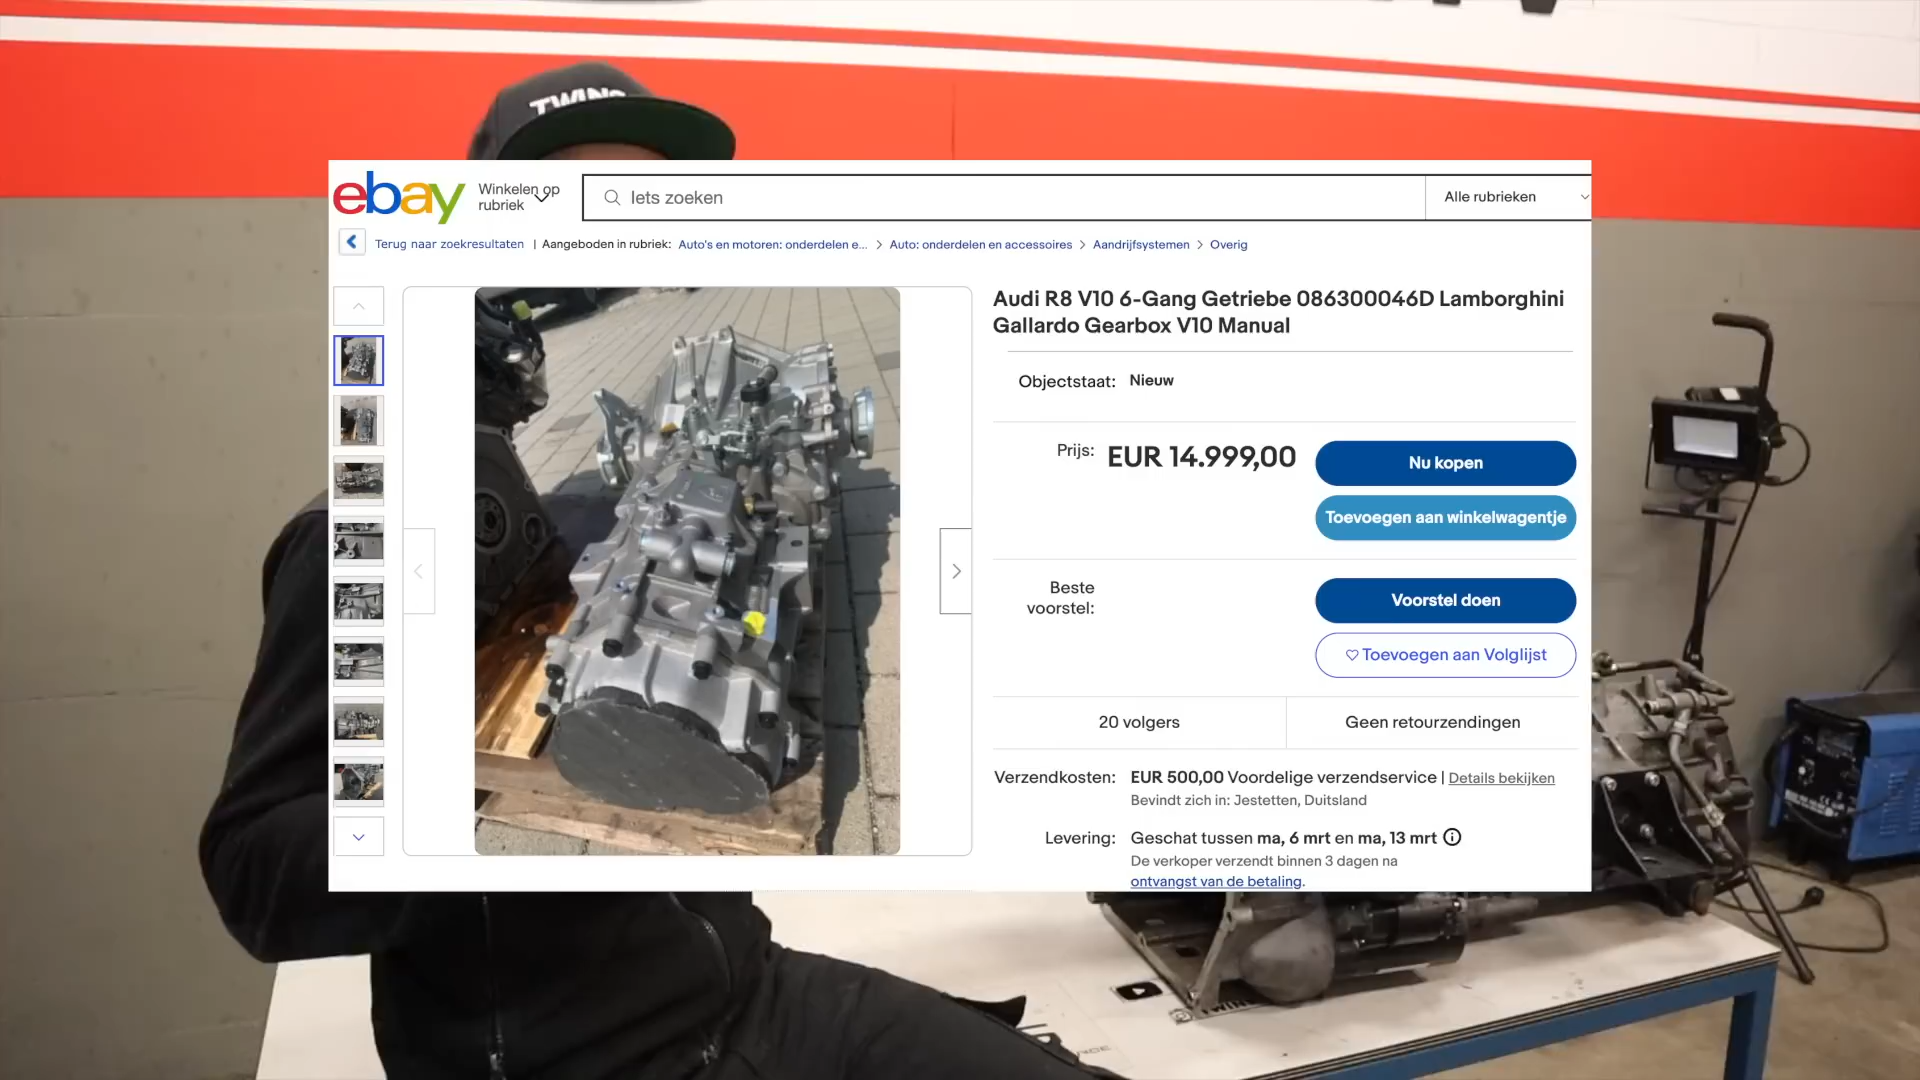 TWINS
ebay
Winkelen op
rubriek
Iets zoeken
Alle rubrieken
Terug naar zoekresultaten | Aangeboden in rubriek: Auto's en motoren: onderdelen e... > Auto: onderdelen en accessoires > Aandrijfsystemen > Overig
Audi R8 V10 6-Gang Getriebe 086300046D Lamborghini
Gallardo Gearbox V10 Manual
Objectstaat: Nieuw
Prijs: EUR 14.999,00
Nu kopen
Toevoegen aan winkelwagentje
Beste
voorstel:
Voorstel doen
Toevoegen aan Volglijst
20 volgers
Geen retourzendingen
Verzendkosten: EUR 500,00 Voordelige verzendservice | Details bekijken
Bevindt zich in: Jestetten, Duitsland
Levering: Geschat tussen ma, 6 mrt en ma, 13 mrt
De verkoper verzendt binnen 3 dagen na
ontvangst van de betaling.